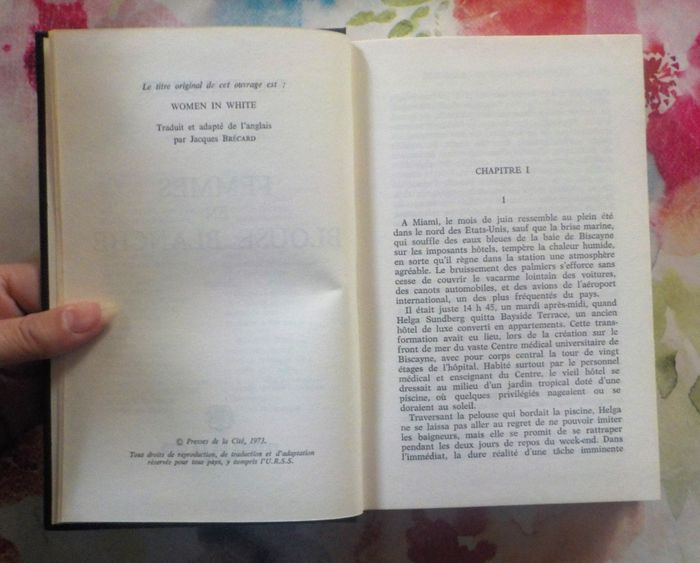 Le titre original de cet ouvrage est :
WOMEN IN WHITE
Traduit et adapté de l'anglais
par Jacques BRÉCARD
© Presses de la Cité, 1973.
Tous droits de reproduction, de traduction et d'adaptation
réservés pour tous pays, y compris l'U.R.S.S.
CHAPITRE I
I
A Miami, le mois de juin ressemble au plein été
dans le nord des Etats-Unis, sauf que la brise marine,
qui souffle des eaux bleues de la baie de Biscayne
sur les imposants hôtels, tempère la chaleur humide,
en sorte qu'il règne dans la station une atmosphère
agréable. Le bruissement des palmiers s'efforce sans
cesse de couvrir le vacarme lointain des voitures,
des canots automobiles, et des avions de l'aéroport
international, un des plus fréquentés du pays.
Il était juste 14 h 45, un mardi après-midi, quand
Helga Sundberg quitta Bayside Terrace, un ancien
hôtel de luxe converti en appartements. Cette trans-
formation avait eu lieu, lors de la création sur le
front de mer du vaste Centre médical universitaire de
Biscayne, avec pour corps central la tour de vingt
étages de l'hôpital. Habité surtout par le personnel
médical et enseignant du Centre, le vieil hôtel se
dressait au milieu d'un jardin tropical doté d'une
piscine, où quelques privilégiés nageaient ou se
doraient au soleil.
Traversant la pelouse qui bordait la piscine, Helga
ne se laissa pas aller au regret de ne pouvoir imiter
les baigneurs, mais elle se promit de se rattraper
pendant les deux jours de repos du week-end. Dans
l'immédiat, la dure réalité d'une tâche imminente